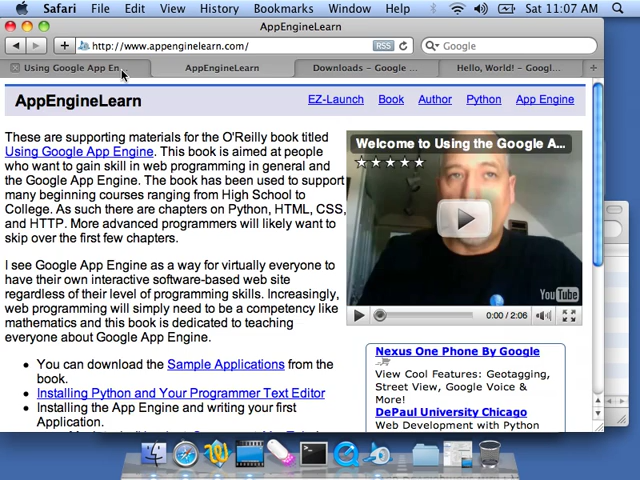 Safari File Edit View History Bookmarks Window Help Sat 11:07 AM
AppEngineLearn
http://www.appenginelearn.com/ RSS Google
Using Google App En... AppEngineLearn Downloads – Google ... Hello, World! – Googl...
AppEngineLearn EZ-Launch Book Author Python App Engine
These are supporting materials for the O'Reilly book titled
Using Google App Engine. This book is aimed at people
who want to gain skill in web programming in general and
the Google App Engine. The book has been used to support
many beginning courses ranging from High School to
College. As such there are chapters on Python, HTML, CSS,
and HTTP. More advanced programmers will likely want to
skip over the first few chapters.
I see Google App Engine as a way for virtually everyone to
have their own interactive software-based web site
regardless of their level of programming skills. Increasingly,
web programming will simply need to be a competency like
mathematics and this book is dedicated to teaching
everyone about Google App Engine.
• You can download the Sample Applications from the
book.
• Installing Python and Your Programmer Text Editor
• Installing the App Engine and writing your first
Application.
Welcome to Using the Google A...
YouTube
0:00 / 2:06
Nexus One Phone By Google
View Cool Features: Geotagging,
Street View, Google Voice &
More!
DePaul University Chicago
Web Development with Python